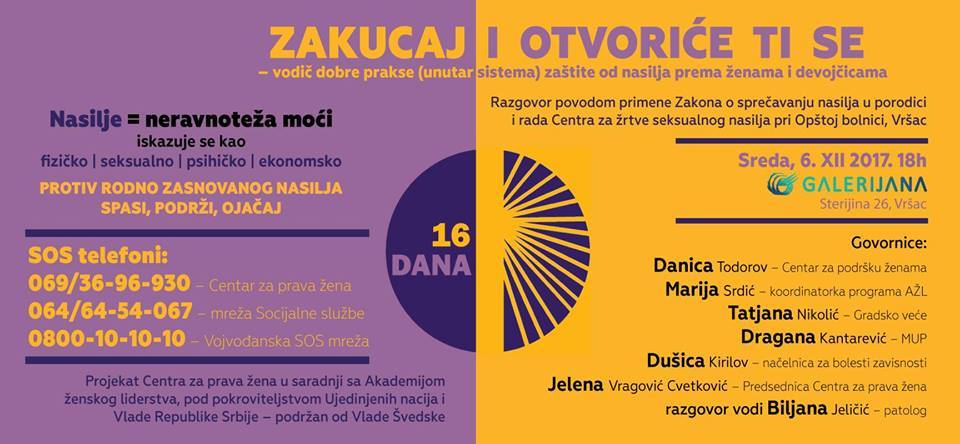 ZAKUCAJ I OTVORIĆE TI SE
– vodič dobre prakse (unutar sistema) zaštite od nasilja prema ženama i devojčicama
Nasilje = neravnoteža moći
iskazuje se kao
fizičko | seksualno | psihičko | ekonomsko
PROTIV RODNO ZASNOVANOG NASILJA
SPASI, PODRŽI, OJAČAJ
SOS telefoni:
069/36-96-930 – Centar za prava žena
064/64-54-067 – mreža Socijalne službe
0800-10-10-10 – Vojvođanska SOS mreža
Projekat Centra za prava žena u saradnji sa Akademijom
ženskog liderstva, pod pokroviteljstvom Ujedinjenih nacija i
Vlade Republike Srbije – podržan od Vlade Švedske
16
DANA
Razgovor povodom primene Zakona o sprečavanju nasilja u porodici
i rada Centra za žrtve seksualnog nasilja pri Opštoj bolnici, Vršac
Sreda, 6. XII 2017. 18h
GALERIJANA
Sterijina 26, Vršac
Govornice:
Danica Todorov – Centar za podršku ženama
Marija Srdić – koordinatorka programa AŽL
Tatjana Nikolić – Gradsko veće
Dragana Kantarević – MUP
Dušica Kirilov – načelnica za bolesti zavisnosti
Jelena Vragović Cvetković – Predsednica Centra za prava žena
razgovor vodi Biljana Jeličić – patolog